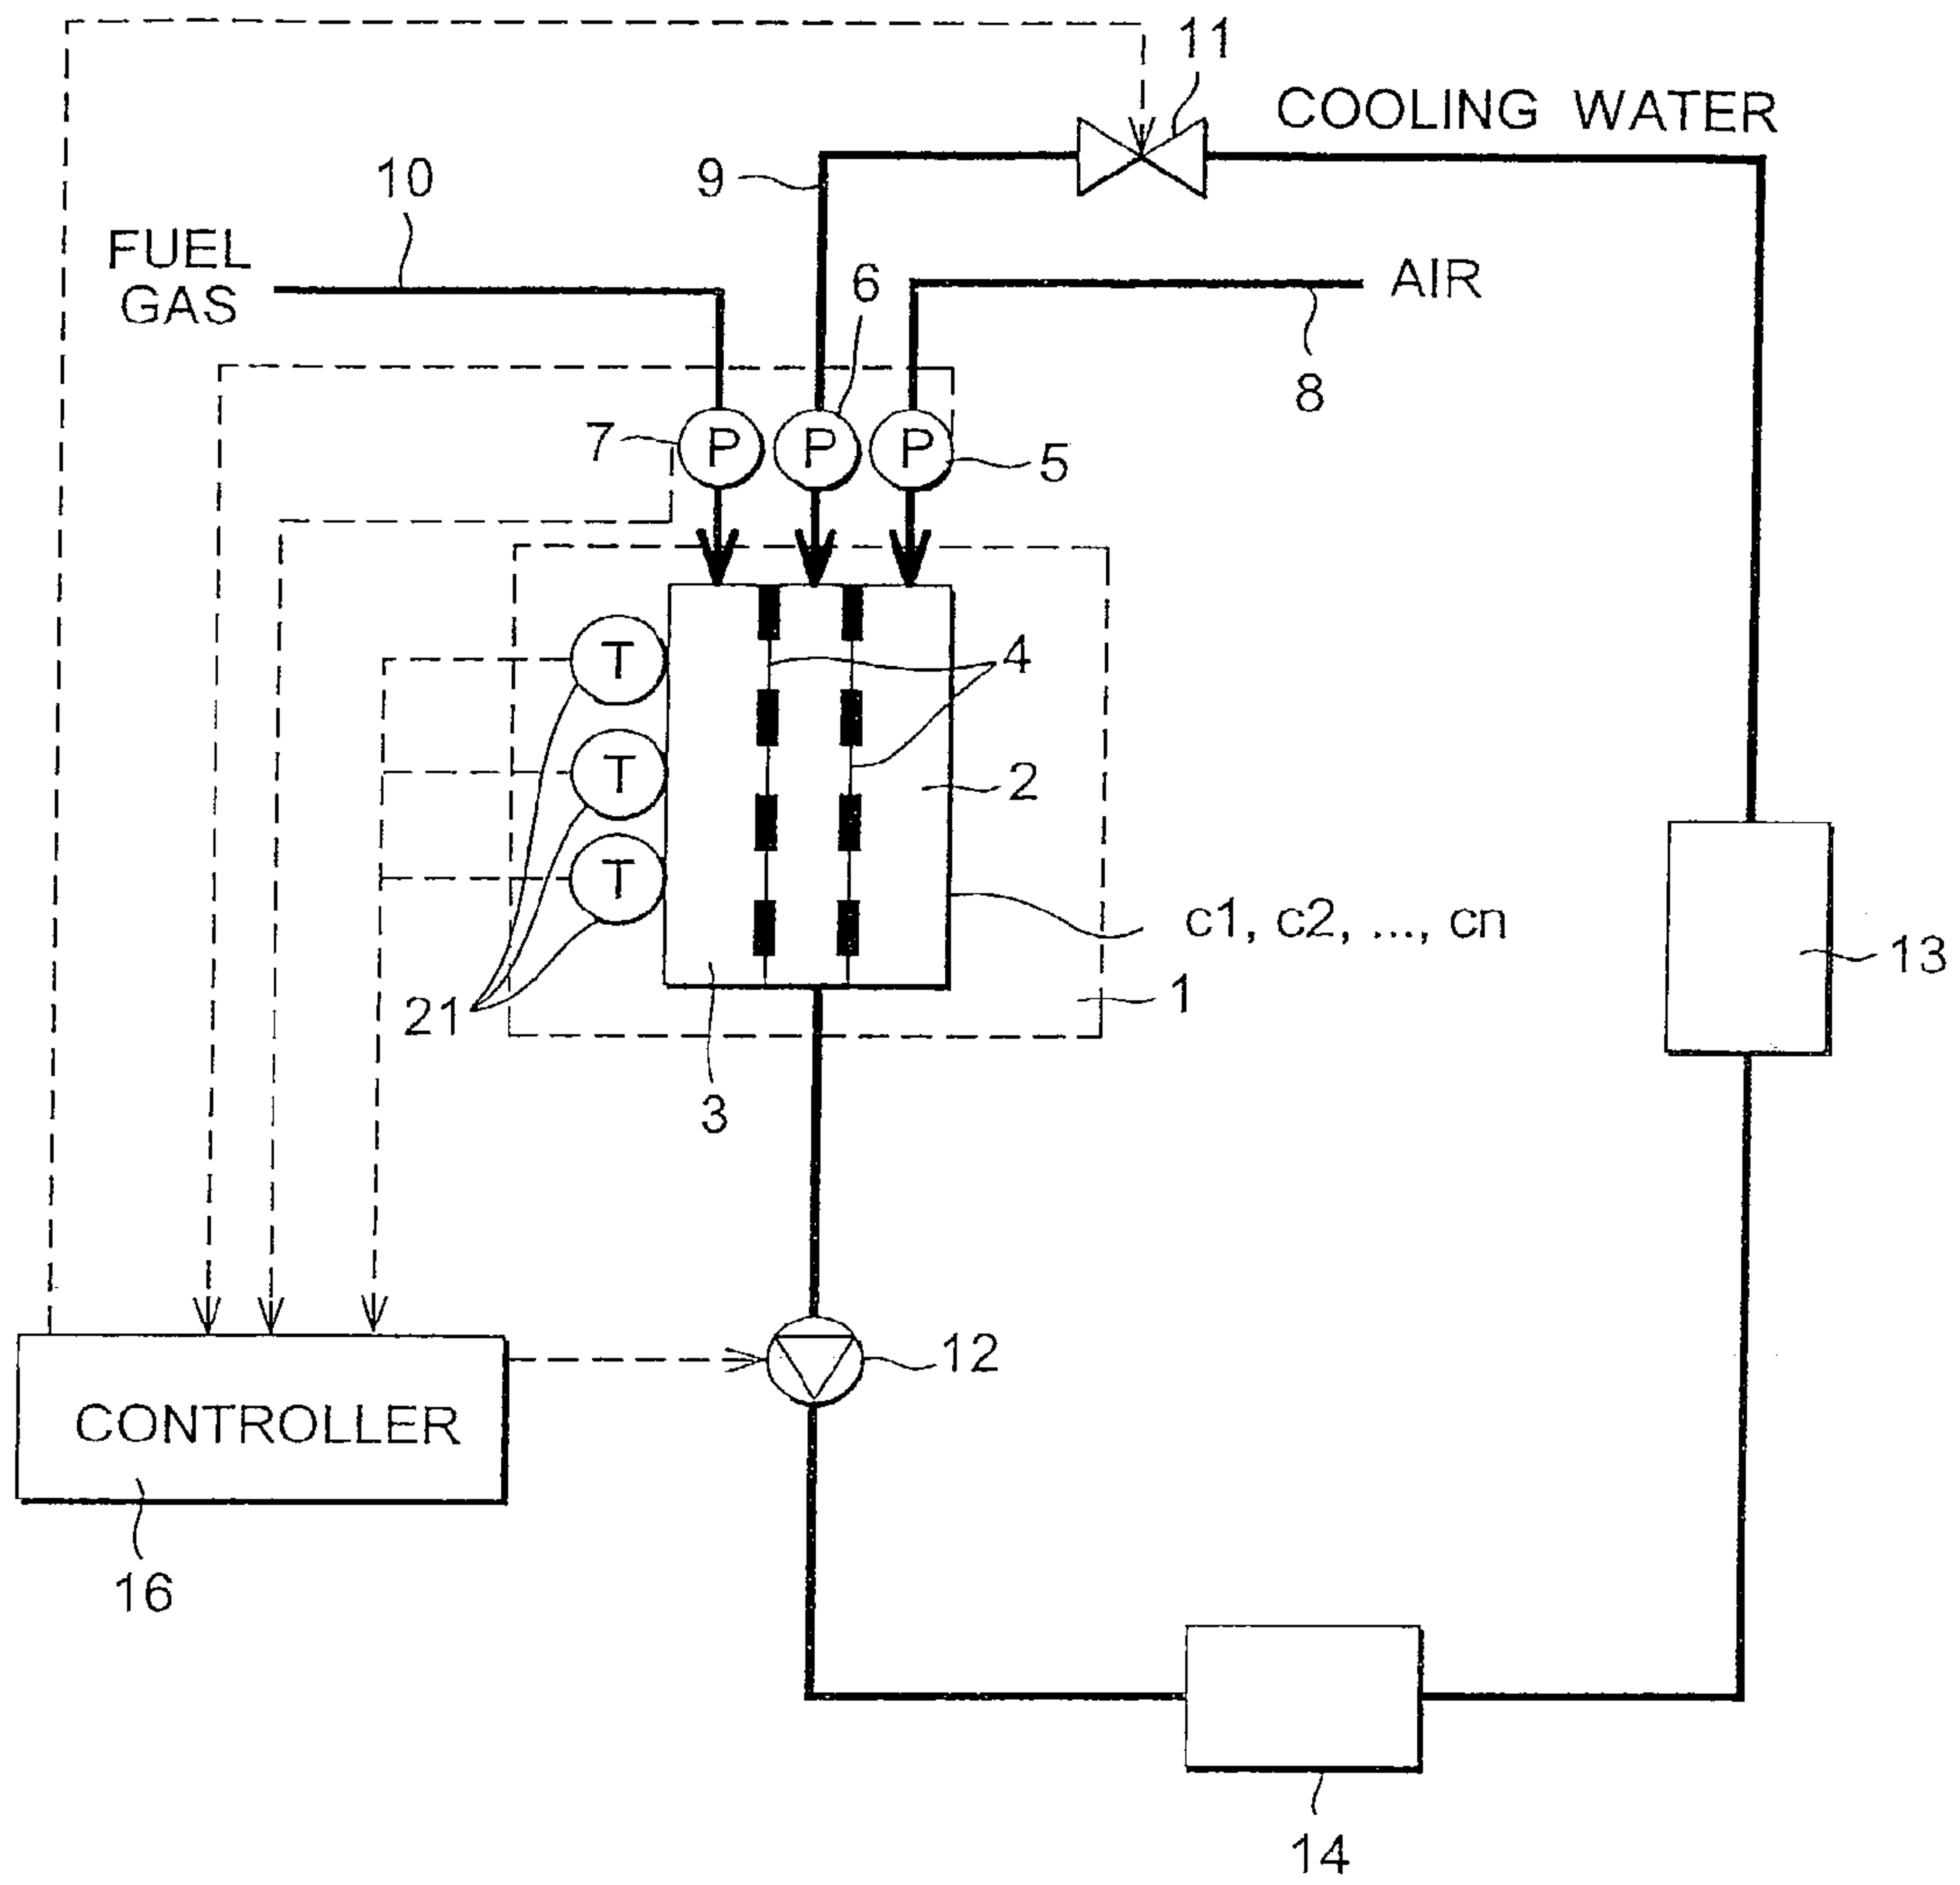 11
COOLING WATER
10
9
FUEL
GAS
6
AIR
8
7
P
P
P
5
T
4
T
2
T
c1, c2, ..., cn
13
21
1
3
12
CONTROLLER
16
14